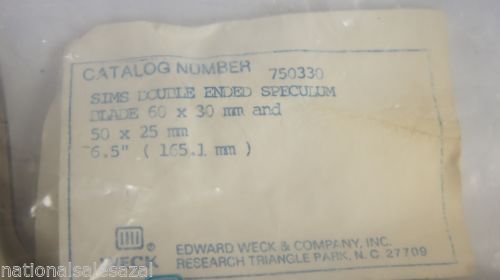 CATALOG NUMBER 750330
SIMS DOUBLE ENDED SPECULUM
BLADE 60 x 30 mm and
50 x 25 mm
6.5" ( 165.1 mm )
WECK ®
EDWARD WECK & COMPANY, INC.
RESEARCH TRIANGLE PARK, N.C. 27709
nationalsalesazal